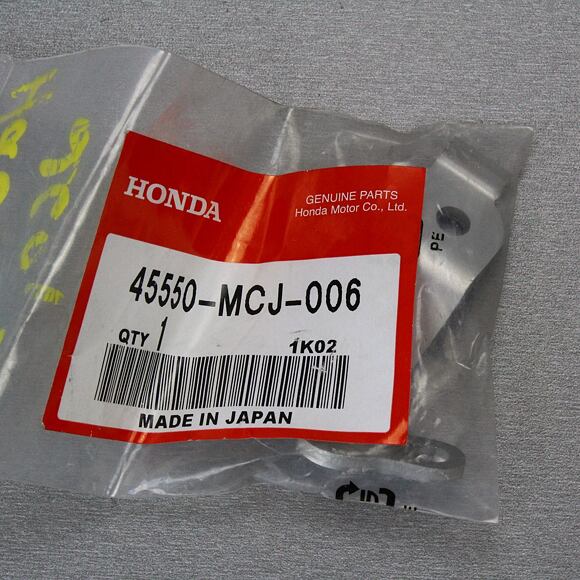 HONDA
GENUINE PARTS
Honda Motor Co., Ltd.
45550-MCJ-006
QTY 1
1K02
MADE IN JAPAN
PE